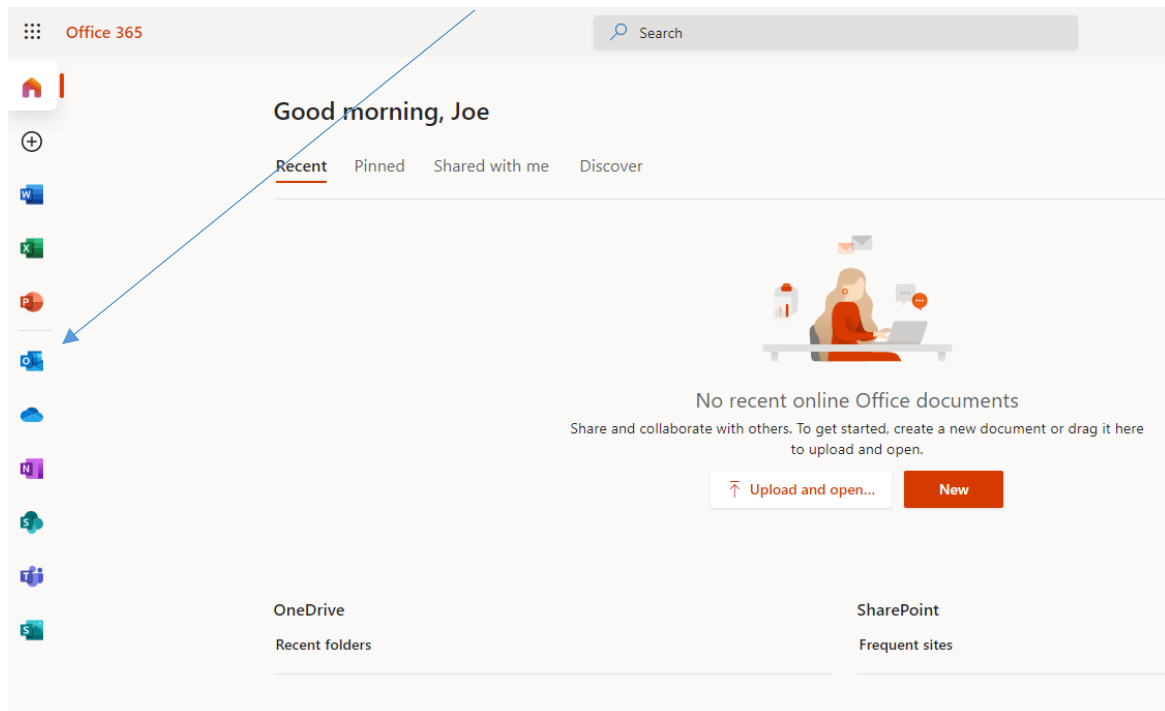 Office 365
Search
Good morning, Joe
Recent Pinned Shared with me Discover
W
X
P
O
N
S
T
S
No recent online Office documents
Share and collaborate with others. To get started, create a new document or drag it here
to upload and open.
Upload and open... New
OneDrive
Recent folders
SharePoint
Frequent sites